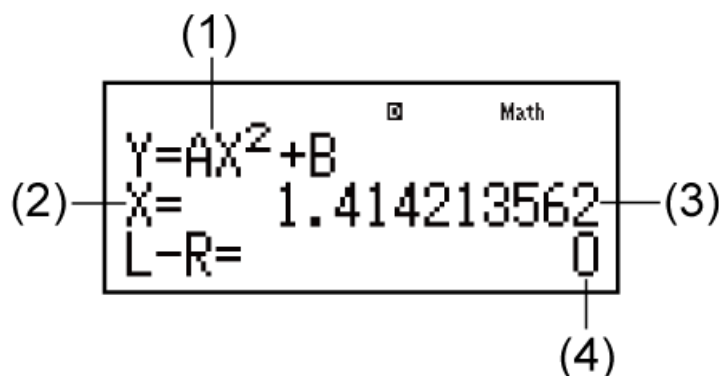 (1)
D Math
Y=AX²+B
(2) X= 1.414213562 (3)
L-R= 0
(4)